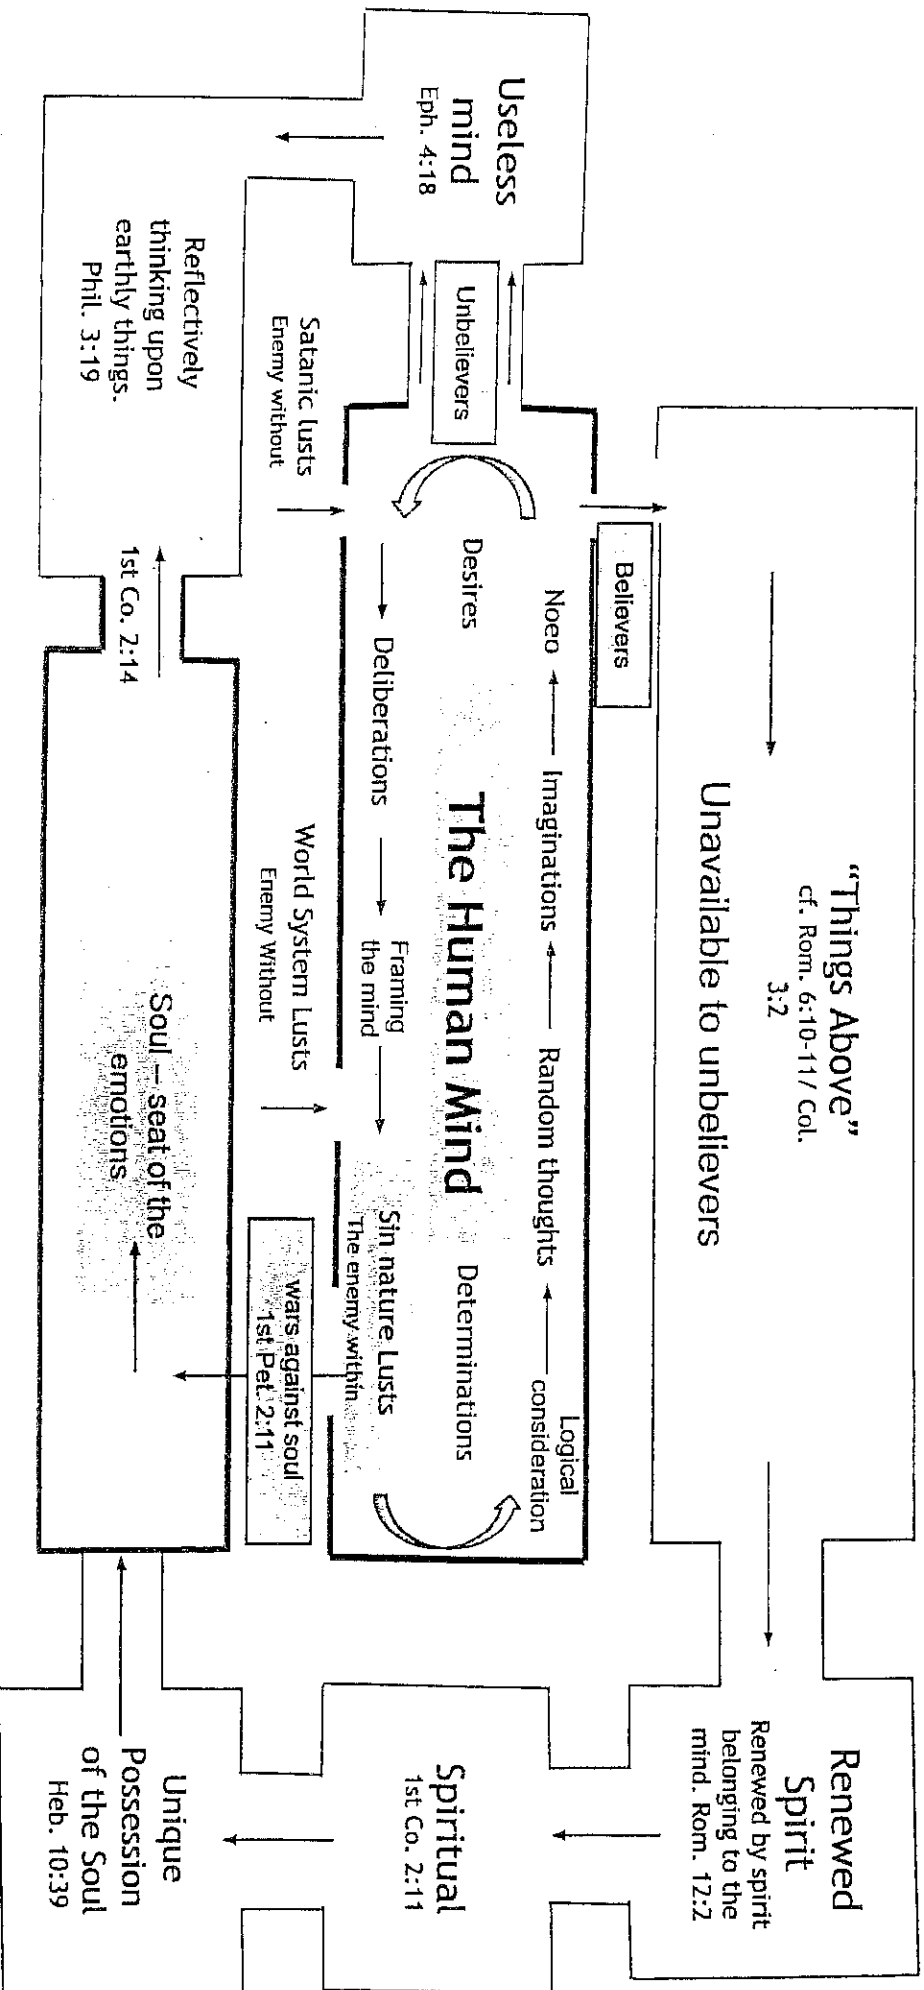 “Things Above”
cf. Rom. 6:10-11/ Col.
3:2
Unavailable to unbelievers
Renewed
Spirit
Renewed by spirit
belonging to the
mind. Rom. 12:2
Believers
Useless
mind
Eph. 4:18
Unbelievers
Noeo
Imaginations
Random thoughts
Logical
consideration
Desires
The Human Mind
Determinations
Deliberations
Framing
the mind
Sin nature Lusts
The enemy within
Spiritual
1st Co. 2:11
Satanic lusts
Enemy without
World System Lusts
Enemy Without
wars against soul
1st Pet. 2:11
Reflectively
thinking upon
earthly things.
Phil. 3:19
1st Co. 2:14
Soul – seat of the
emotions
Unique
Possession
of the Soul
Heb. 10:39